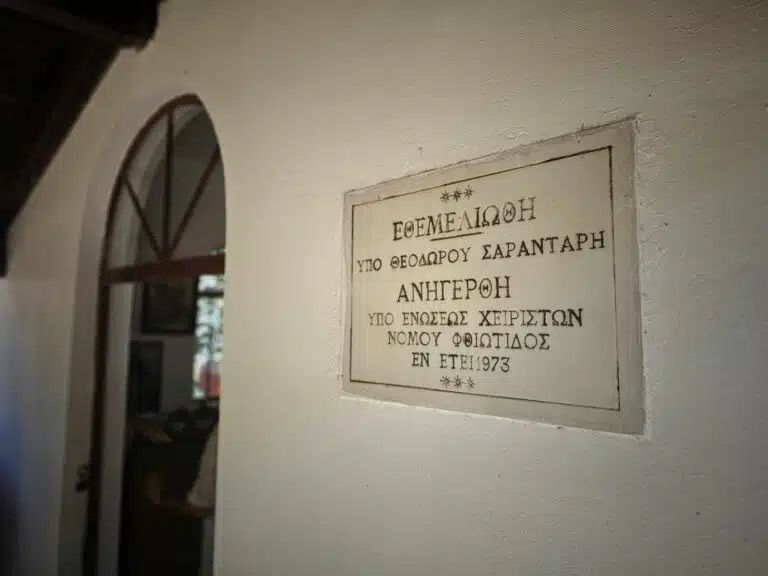 ΕΘΕΜΕΛΙΩΘΗ
ΥΠΟ ΘΕΟΔΩΡΟΥ ΣΑΡΑΝΤΑΡΗ
ΑΝΗΓΕΡΘΗ
ΥΠΟ ΕΝΩΣΕΩΣ ΧΕΙΡΙΣΤΩΝ
ΝΟΜΟΥ ΦΘΙΩΤΙΔΟΣ
ΕΝ ΕΤΕΙ 1973